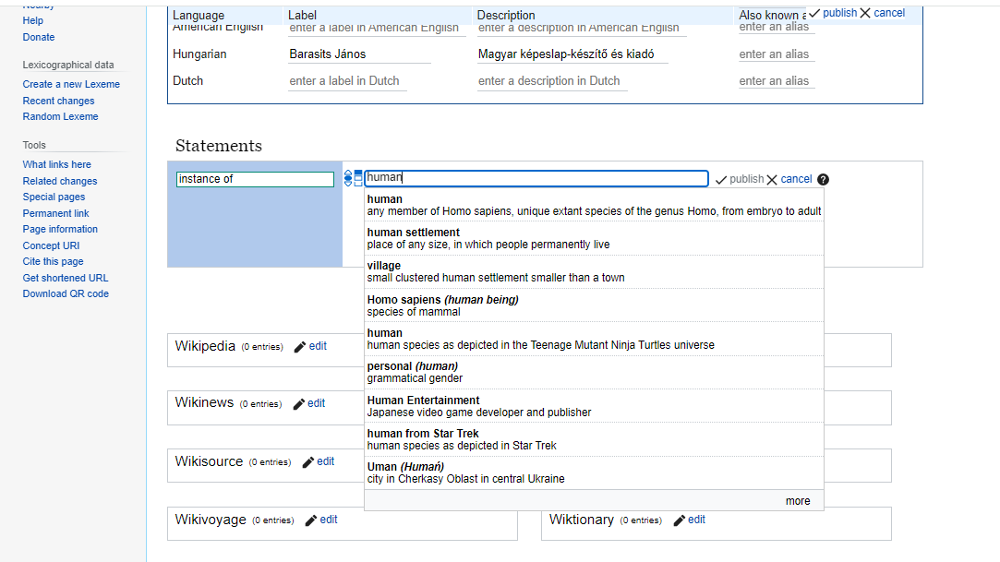 Nearby
Help
Donate
Lexicographical data
Create a new Lexeme
Recent changes
Random Lexeme
Tools
What links here
Related changes
Special pages
Permanent link
Page information
Concept URI
Cite this page
Get shortened URL
Download QR code
Language Label Description Also known a publish cancel
American English enter a label in American English enter a description in American English enter an alias
Hungarian Barasits János Magyar képeslap-készítő és kiadó enter an alias
Dutch enter a label in Dutch enter a description in Dutch enter an alias
Statements
instance of human publish cancel ?
human
any member of Homo sapiens, unique extant species of the genus Homo, from embryo to adult
human settlement
place of any size, in which people permanently live
village
small clustered human settlement smaller than a town
Homo sapiens (human being)
species of mammal
human
human species as depicted in the Teenage Mutant Ninja Turtles universe
personal (human)
grammatical gender
Human Entertainment
Japanese video game developer and publisher
human from Star Trek
human species as depicted in Star Trek
Uman (Humań)
city in Cherkasy Oblast in central Ukraine
more
Wikipedia (0 entries) edit
Wikinews (0 entries) edit
Wikisource (0 entries) edit
Wikivoyage (0 entries) edit
Wiktionary (0 entries) edit